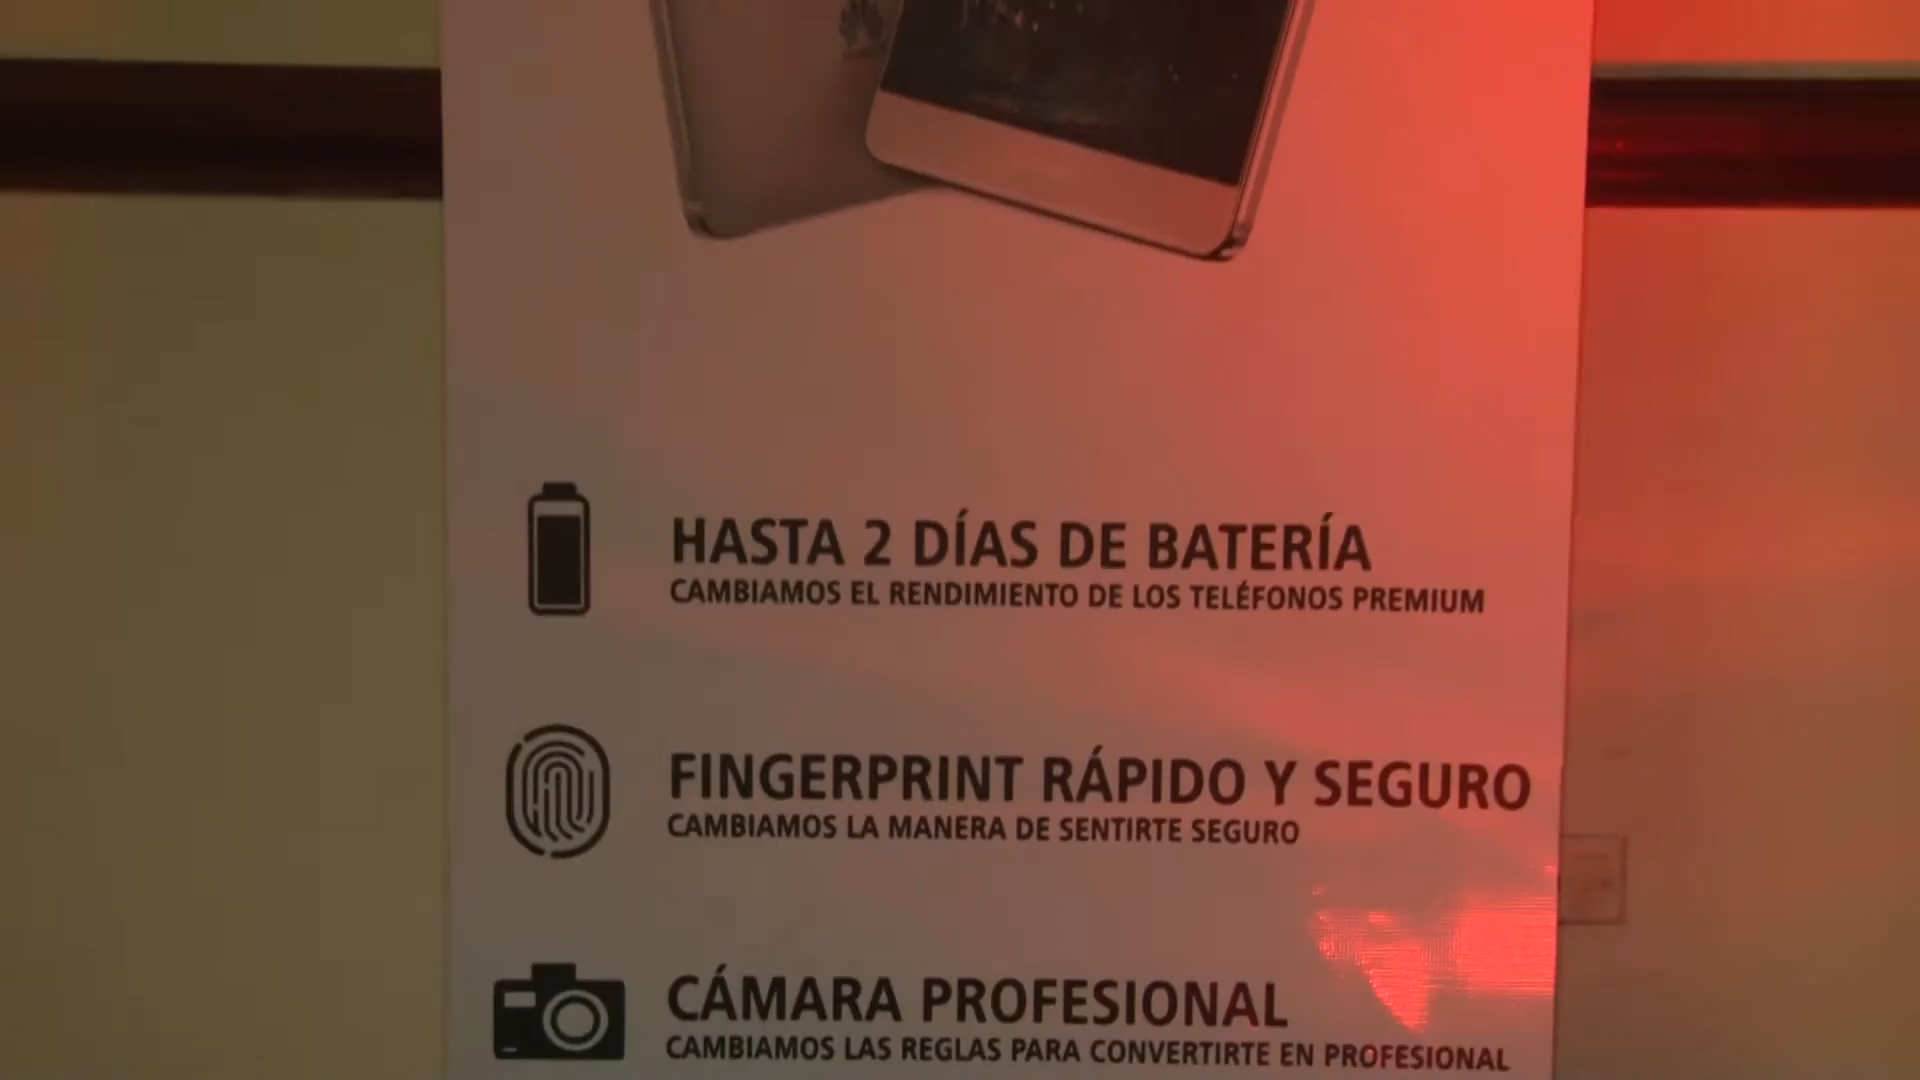 HASTA 2 DÍAS DE BATERÍA
CAMBIAMOS EL RENDIMIENTO DE LOS TELÉFONOS PREMIUM
FINGERPRINT RÁPIDO Y SEGURO
CAMBIAMOS LA MANERA DE SENTIRTE SEGURO
CÁMARA PROFESIONAL
CAMBIAMOS LAS REGLAS PARA CONVERTIRTE EN PROFESIONAL